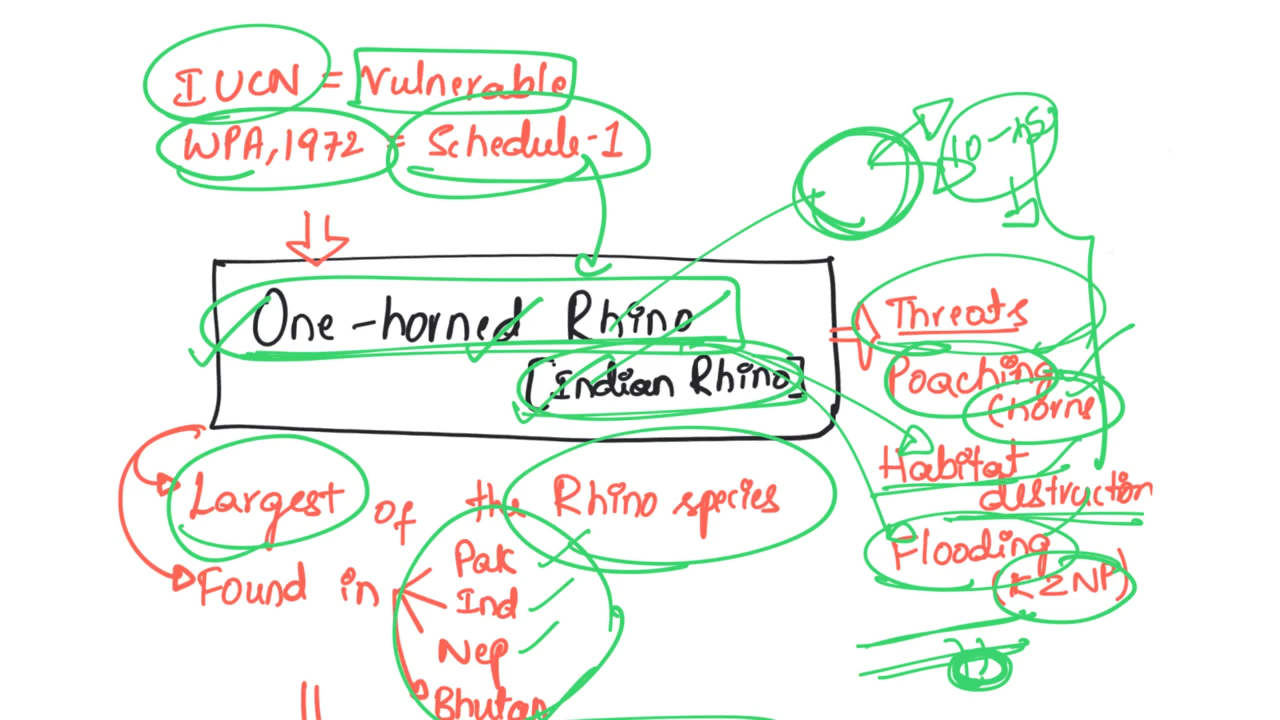 IUCN = Vulnerable
WPA, 1972 = Schedule-1
10-15
One-horned Rhino
[Indian Rhino]
Threats
Poaching
(horns
Habitat
destruction
Flooding
(KZNP)
Largest of the Rhino species
Found in
Pak
Ind
Nep
Bhutan